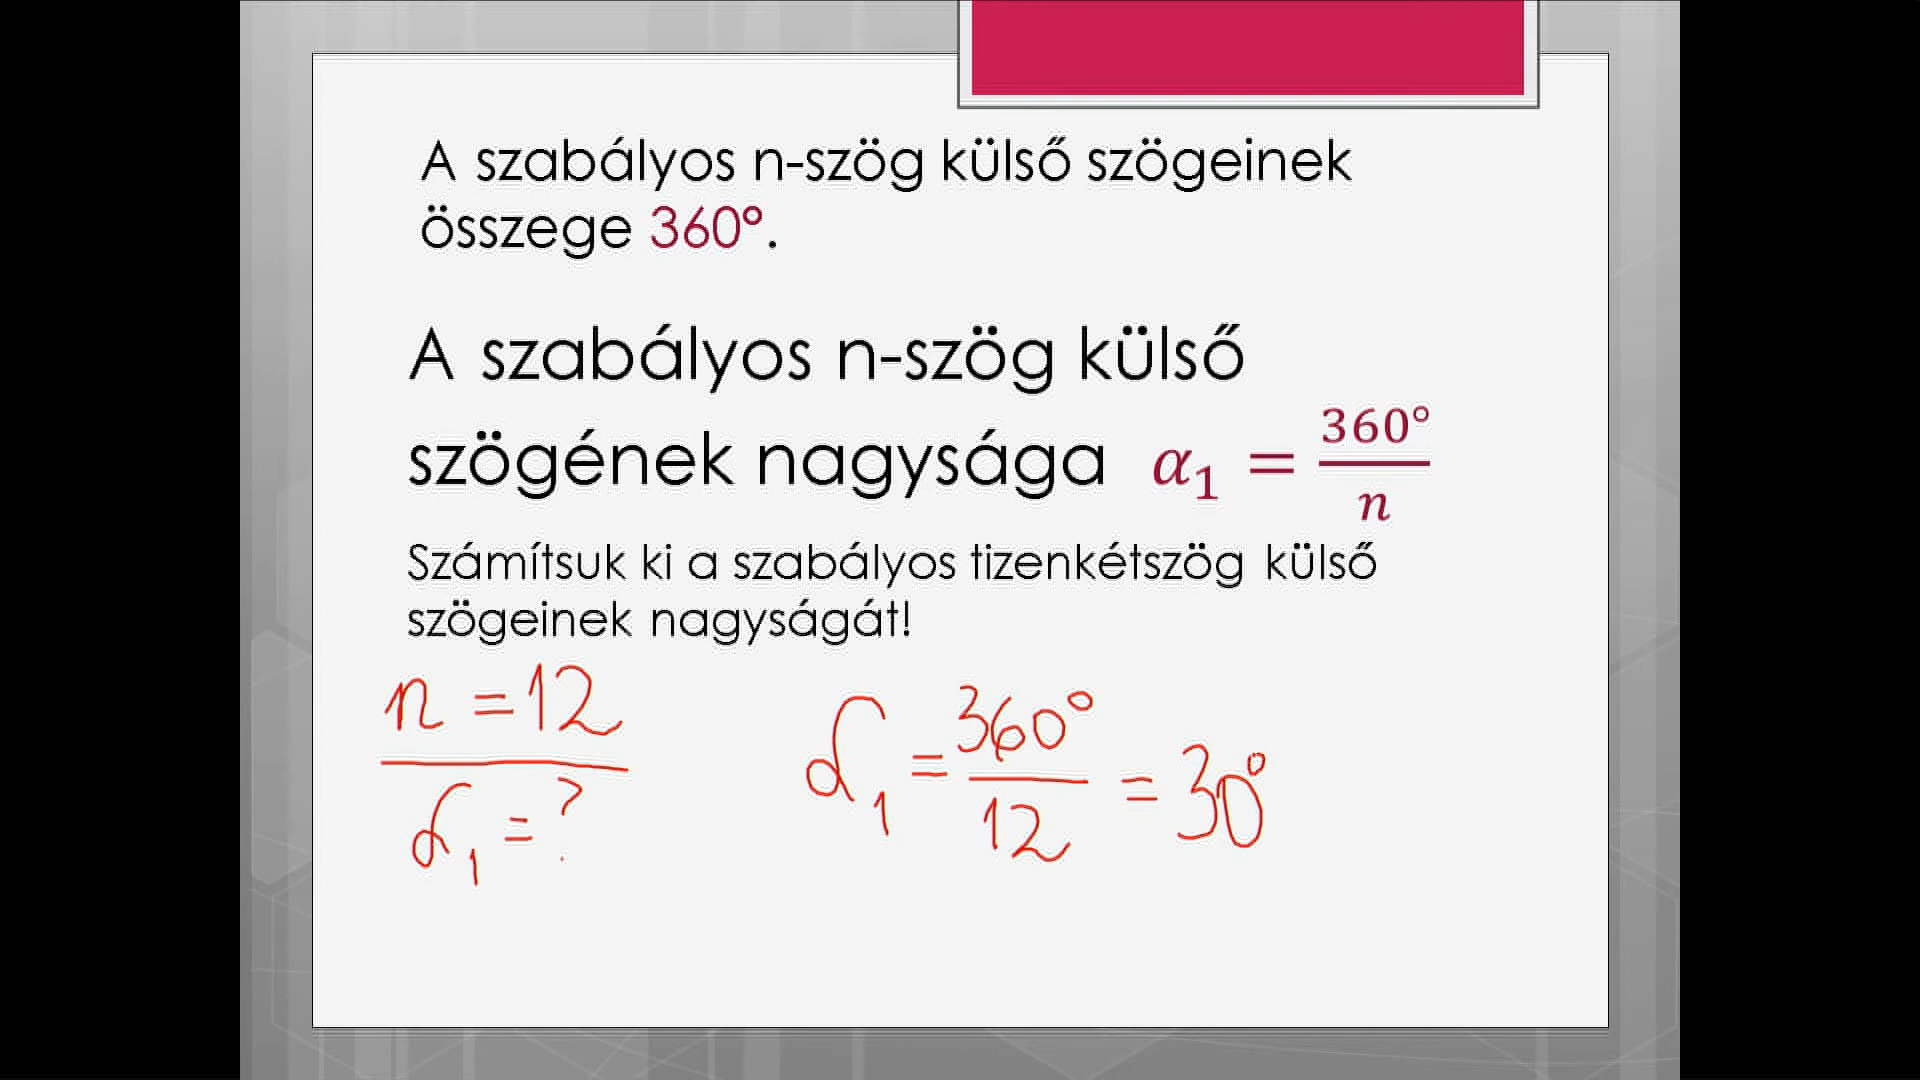 A szabályos n-szög külső szögeinek
összege 360°.
A szabályos n-szög külső
szögének nagysága α₁ = 360°/n
Számítsuk ki a szabályos tizenkétszög külső
szögeinek nagyságát!
n = 12
α₁ = ?
α₁ = 360°/12 = 30°